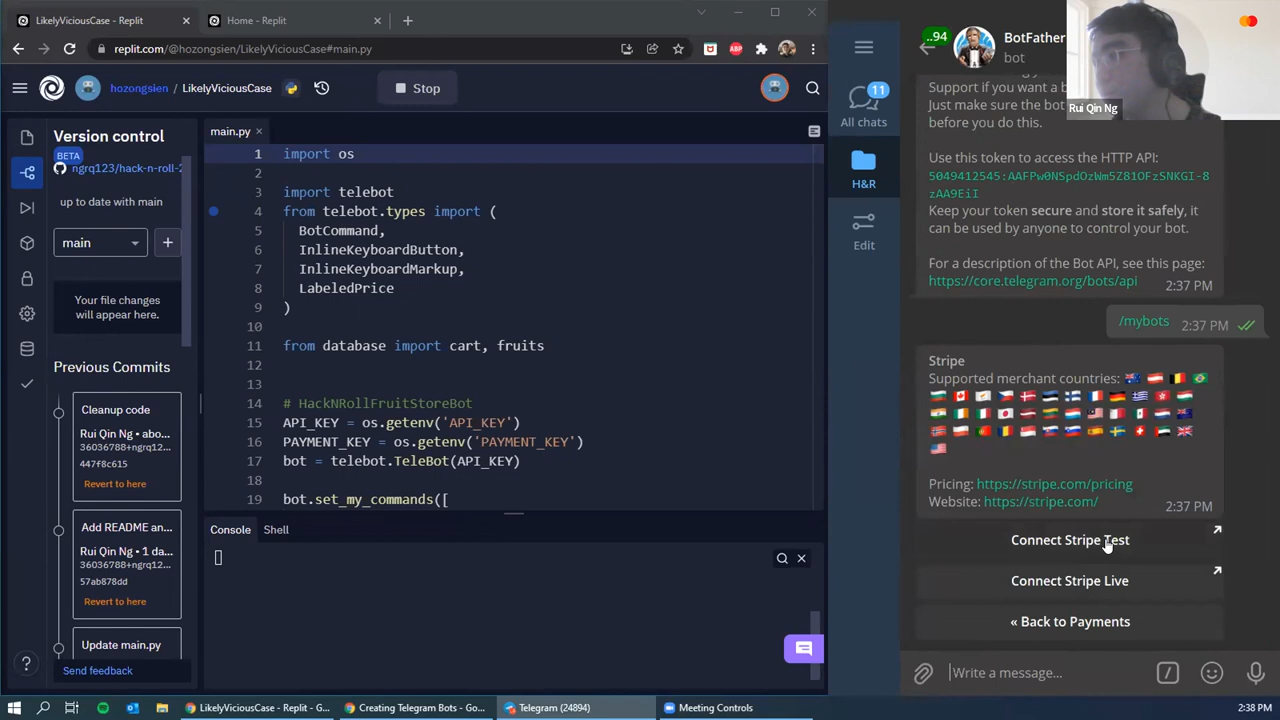 LikelyViciousCase - Replit
Home - Replit
replit.com/@hozongsien/LikelyViciousCase#main.py
ABP
hozongsien
/
LikelyViciousCase
Stop
Version control
BETA
ngrq123/hack-n-roll-2
up to date with main
main
+
Your file changes
will appear here.
Previous Commits
Cleanup code
Rui Qin Ng • abo...
36036788+ngrq12...
447f8c615
Revert to here
Add README an...
Rui Qin Ng • 1 da...
36036788+ngrq12...
57ab878dd
Revert to here
Update main.py
Send feedback
main.py
1 import os
2
3 import telebot
4 from telebot.types import (
5 BotCommand,
6 InlineKeyboardButton,
7 InlineKeyboardMarkup,
8 LabeledPrice
9 )
10
11 from database import cart, fruits
12
13
14 # HackNRollFruitStoreBot
15 API_KEY = os.getenv('API_KEY')
16 PAYMENT_KEY = os.getenv('PAYMENT_KEY')
17 bot = telebot.TeleBot(API_KEY)
18
19 bot.set_my_commands([
Console
Shell
..94
11
All chats
H&R
Edit
BotFather
bot
Rui Qin Ng
Support if you want a b
Just make sure the bot
before you do this.
Use this token to access the HTTP API:
5049412545:AAFPw0NSpdOzWm5Z81OFzSNKGI-8
zAA9EiI
Keep your token secure and store it safely, it
can be used by anyone to control your bot.
For a description of the Bot API, see this page:
https://core.telegram.org/bots/api
2:37 PM
/mybots
2:37 PM
Stripe
Supported merchant countries:
Pricing: https://stripe.com/pricing
Website: https://stripe.com/
2:37 PM
Connect Stripe Test
Connect Stripe Live
« Back to Payments
Write a message...
LikelyViciousCase - Replit - G...
Creating Telegram Bots - Go...
Telegram (24894)
Meeting Controls
2:38 PM